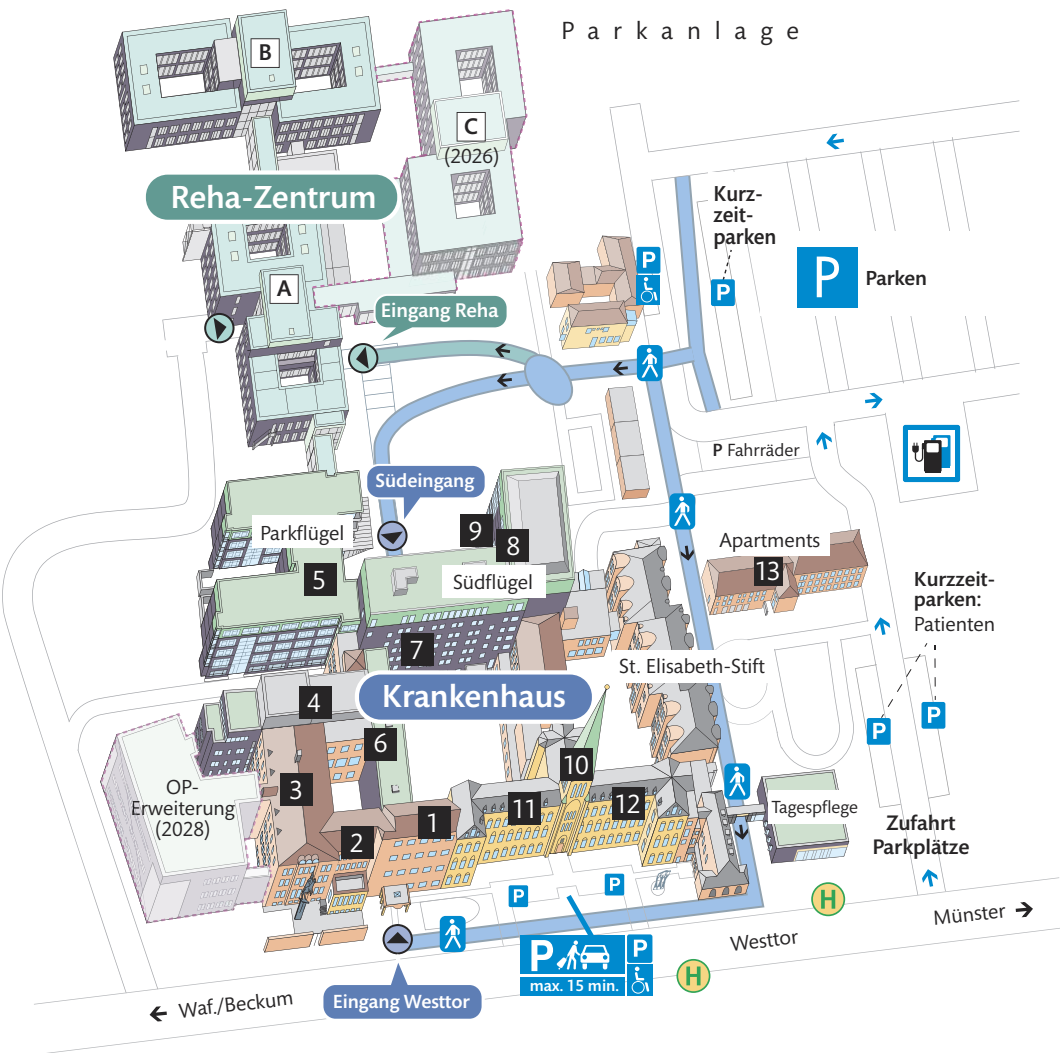 Parkanlage
B
C
(2026)
Reha-Zentrum
Kurz-
zeit-
parken
P
P
P
Parken
A
Eingang Reha
P Fahrräder
Südeingang
9
8
Parkflügel
Apartments
13
5
Südflügel
Kurzzeit-
parken:
Patienten
7
St. Elisabeth-Stift
Krankenhaus
4
P
P
6
10
OP-
Erweiterung
(2028)
3
11
12
1
2
Tagespflege
Zufahrt
Parkplätze
P
P
H
Münster
Westtor
P
P
max. 15 min.
H
Eingang Westtor
Waf./Beckum